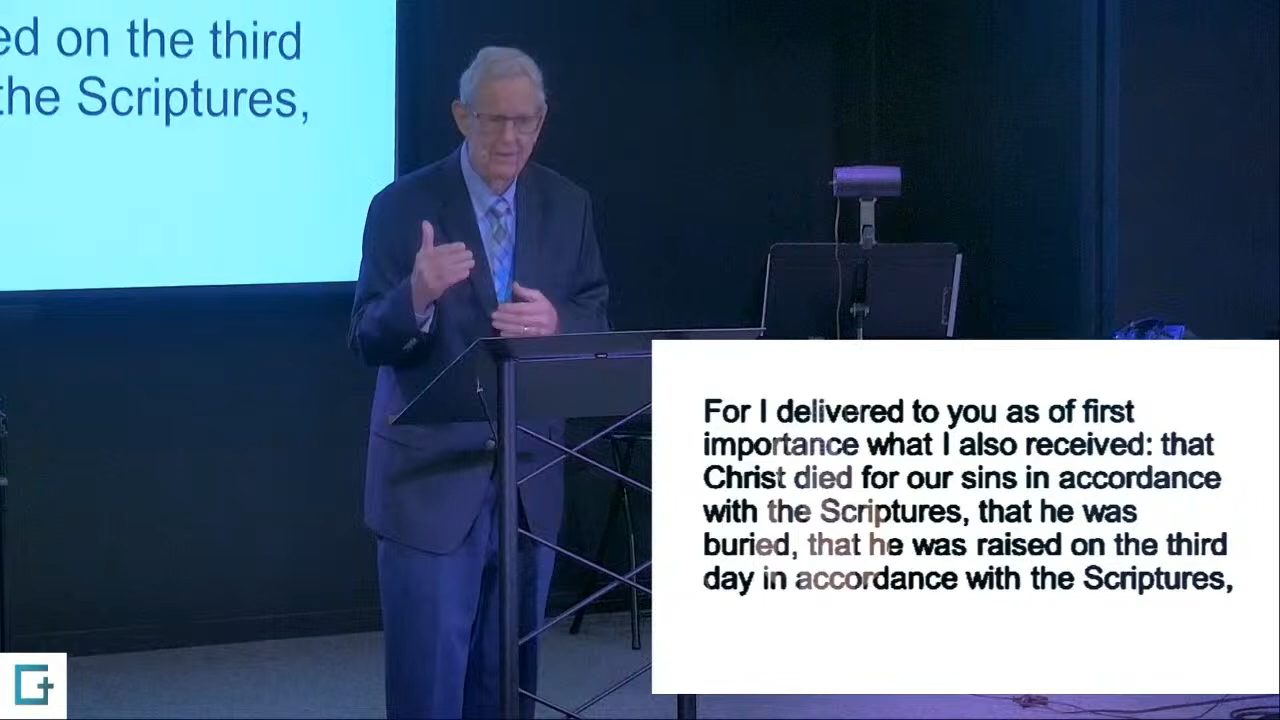 ed on the third
the Scriptures,
For I delivered to you as of first
importance what I also received: that
Christ died for our sins in accordance
with the Scriptures, that he was
buried, that he was raised on the third
day in accordance with the Scriptures,